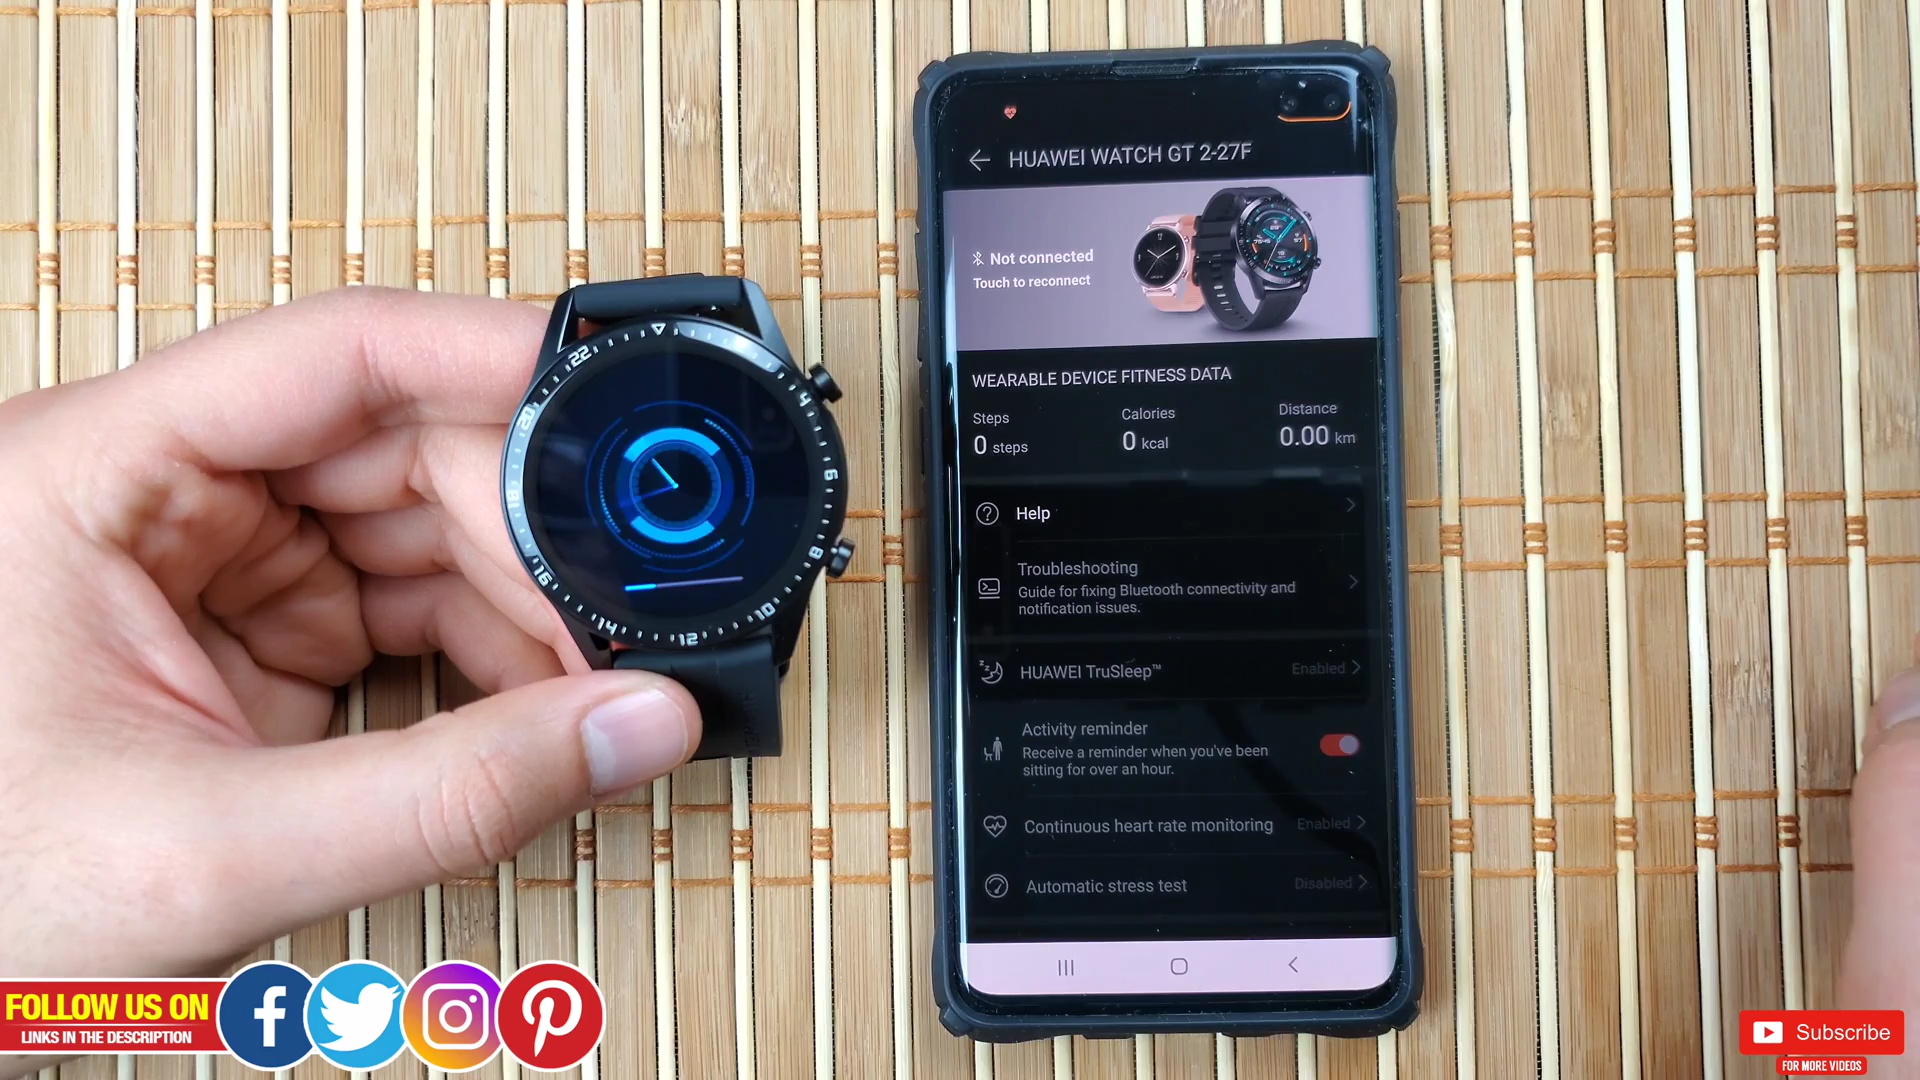 HUAWEI WATCH GT 2-27F
Not connected
Touch to reconnect
WEARABLE DEVICE FITNESS DATA
Steps
0 steps
Calories
0 kcal
Distance
0.00 km
Help
Troubleshooting
Guide for fixing Bluetooth connectivity and
notification issues.
HUAWEI TruSleep™
Enabled
Activity reminder
Receive a reminder when you've been
sitting for over an hour.
Continuous heart rate monitoring
Enabled
Automatic stress test
Disabled
4
6
8
10
12
14
16
18
20
22
FOLLOW US ON
LINKS IN THE DESCRIPTION
Subscribe
FOR MORE VIDEOS